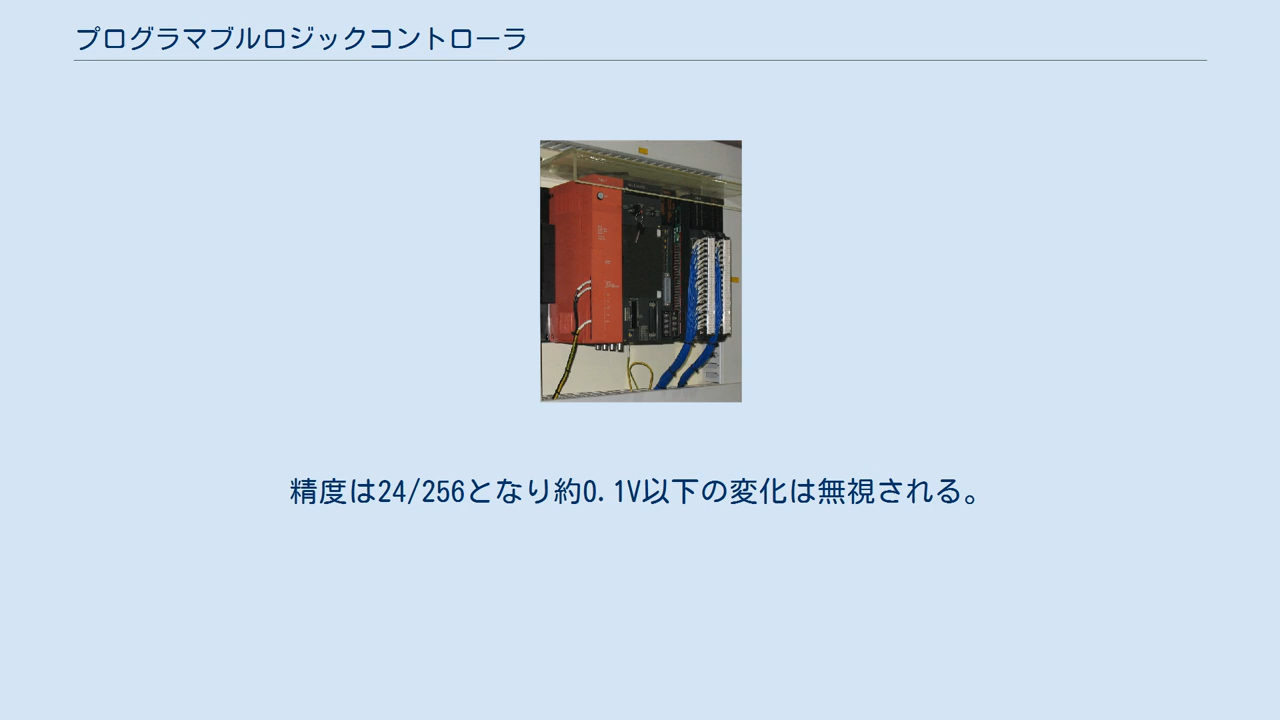 プログラマブルロジックコントローラ
精度は24/256となり約0.1V以下の変化は無視される。